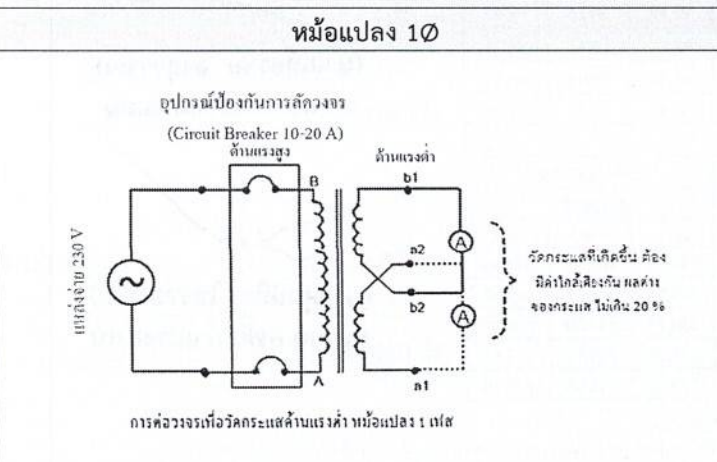 หม้อแปลง 1Ø
อุปกรณ์ป้องกันการลัดวงจร
(Circuit Breaker 10-20 A)
ด้านแรงสูง
ด้านแรงต่ำ
B
b1
A
a2
b2
A
a1
A
แหล่งจ่าย 230 V
วัดกระแสที่เกิดขึ้น ต้อง
มีค่าใกล้เคียงกัน ผลต่าง
ของกระแส ไม่เกิน 20 %
การต่อวงจรเพื่อวัดกระแสด้านแรงต่ำ หม้อแปลง 1 เฟส